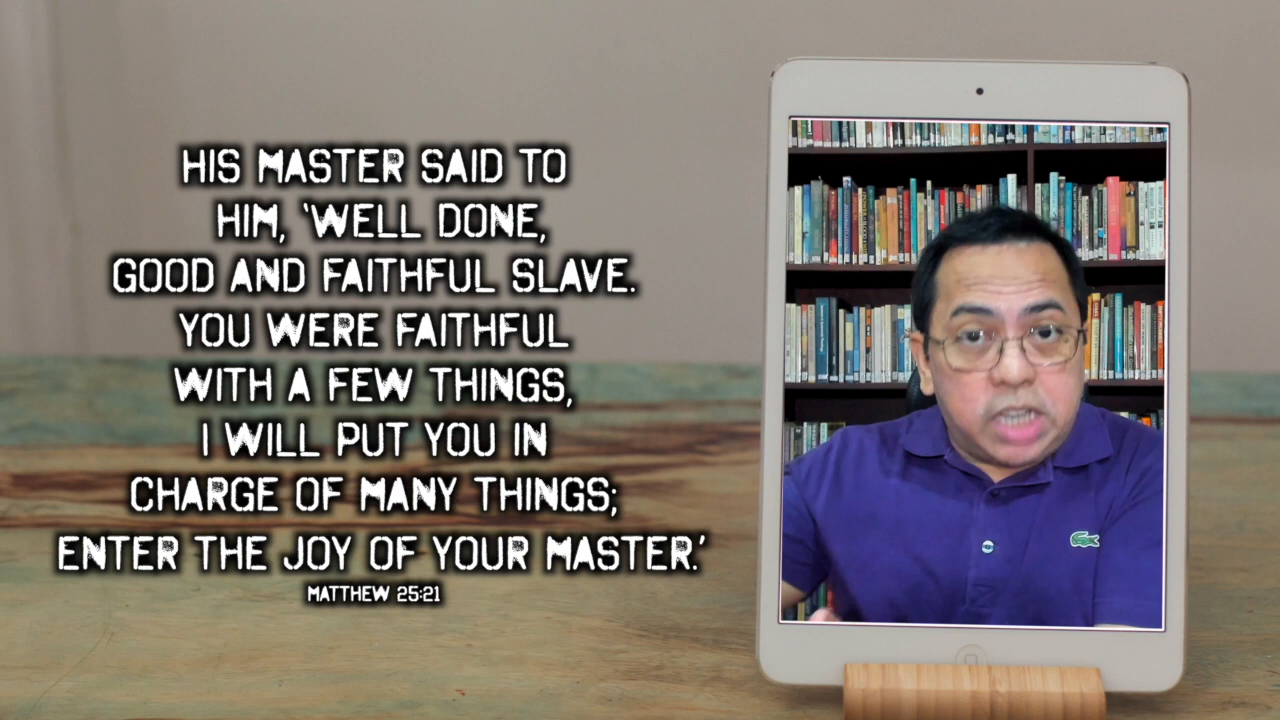 HIS MASTER SAID TO
HIM, ‘WELL DONE,
GOOD AND FAITHFUL SLAVE.
YOU WERE FAITHFUL
WITH A FEW THINGS,
I WILL PUT YOU IN
CHARGE OF MANY THINGS;
ENTER THE JOY OF YOUR MASTER.’
MATTHEW 25:21